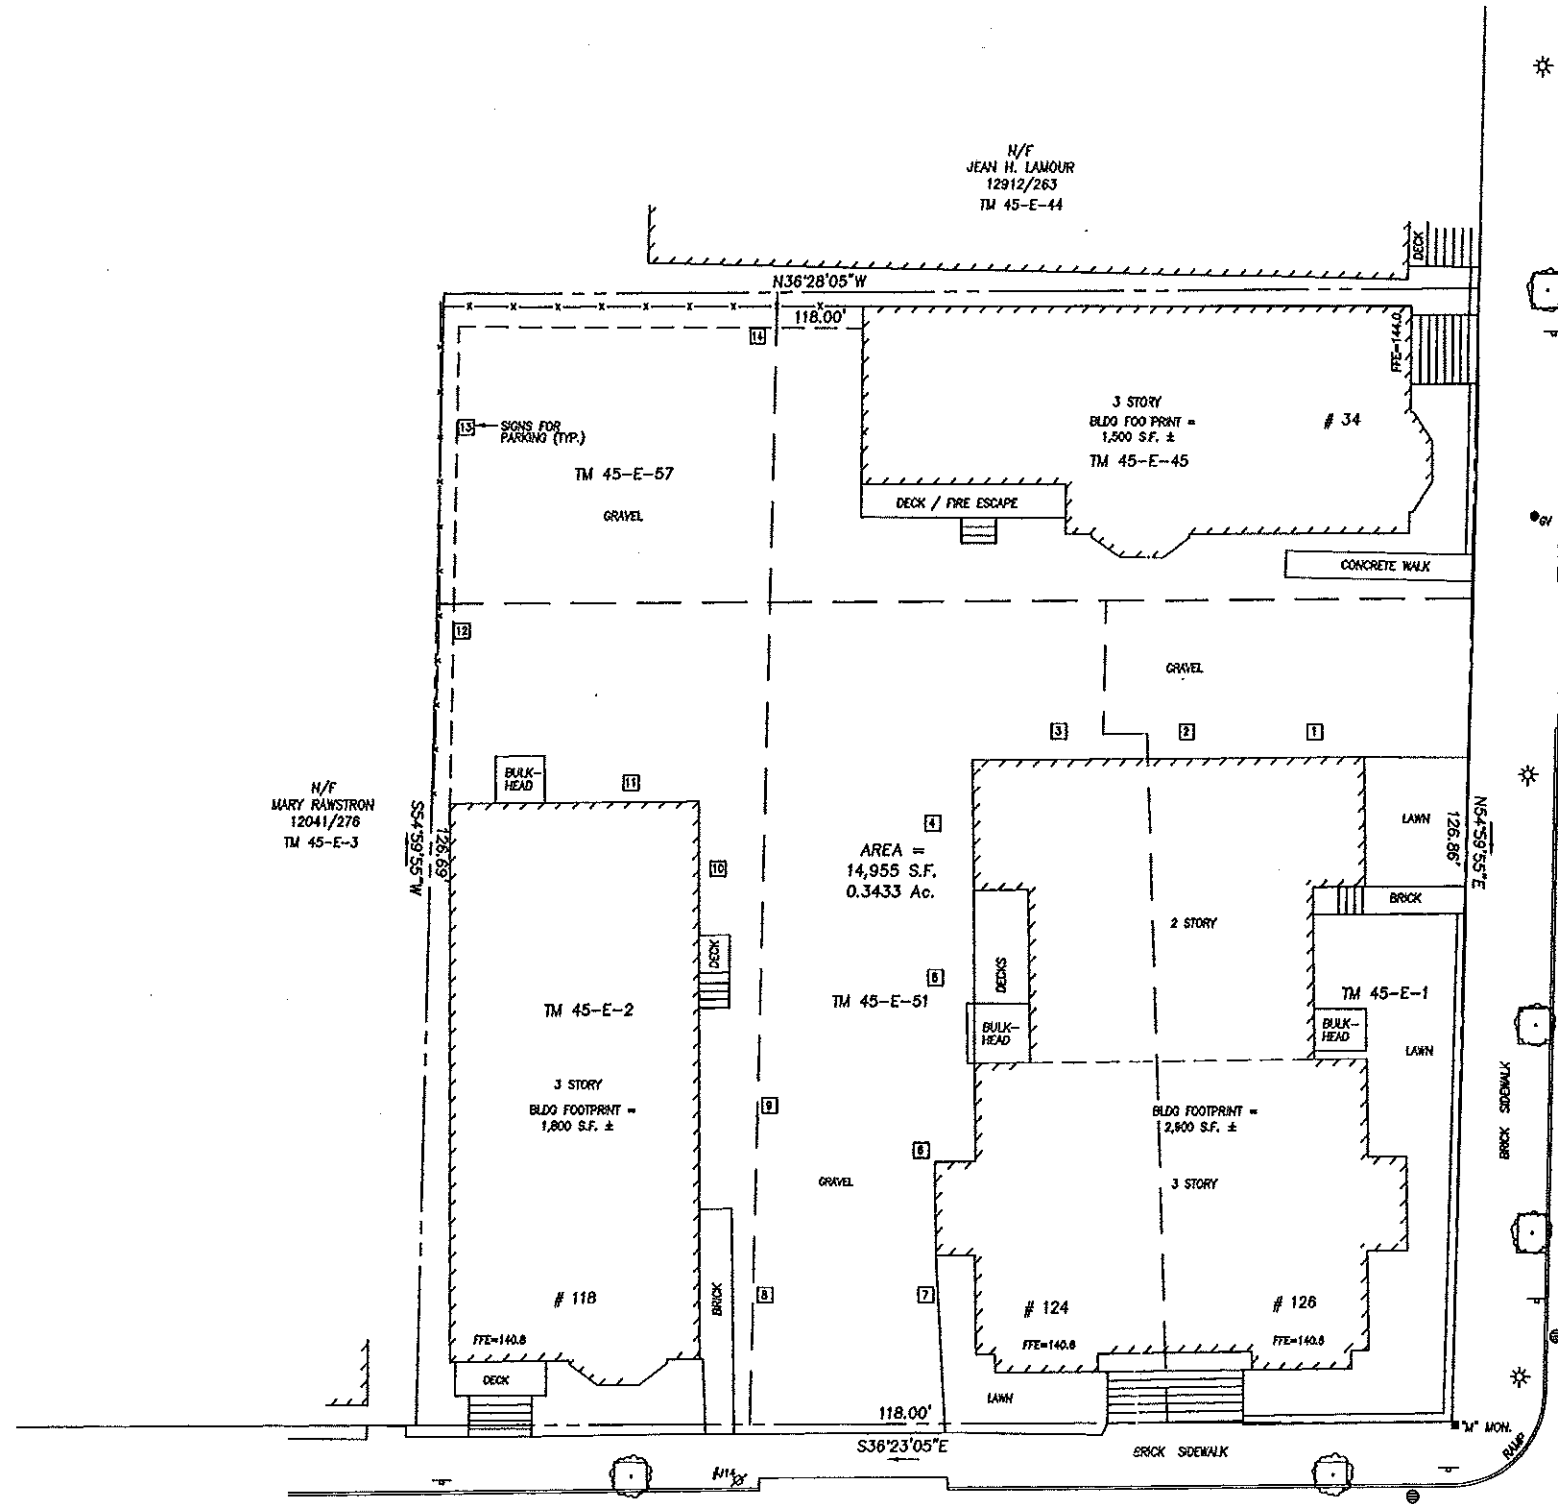 N/F
JEAN H. LAMOUR
12912/263
TM 45-E-44
DECK
N36°28'05"W
118.00'
14
FFE=144.0
3 STORY
BLDG FOO PRINT =
1,500 S.F. ±
# 34
TM 45-E-45
13
SIGNS FOR
PARKING (TYP.)
TM 45-E-57
GRAVEL
DECK / FIRE ESCAPE
GV
CONCRETE WALK
12
GRAVEL
3
2
1
BULK-
HEAD
11
N/F
MARY RAWSTRON
12041/276
TM 45-E-3
S54°59'55"W
126.69'
4
LAWN
N54°59'55"E
126.86'
AREA =
14,955 S.F.
0.3433 Ac.
10
BRICK
2 STORY
DECK
DECKS
5
TM 45-E-2
TM 45-E-51
TM 45-E-1
BULK-
HEAD
BULK-
HEAD
LAWN
3 STORY
BLDG FOOTPRINT =
1,800 S.F. ±
9
BLDG FOOTPRINT =
2,900 S.F. ±
BRICK SIDEWALK
6
GRAVEL
3 STORY
# 118
BRICK
8
7
# 124
# 126
FFE=140.8
FFE=140.8
FFE=140.8
DECK
LAWN
118.00'
S36°23'05"E
BRICK SIDEWALK
"M" MON.
RAMP